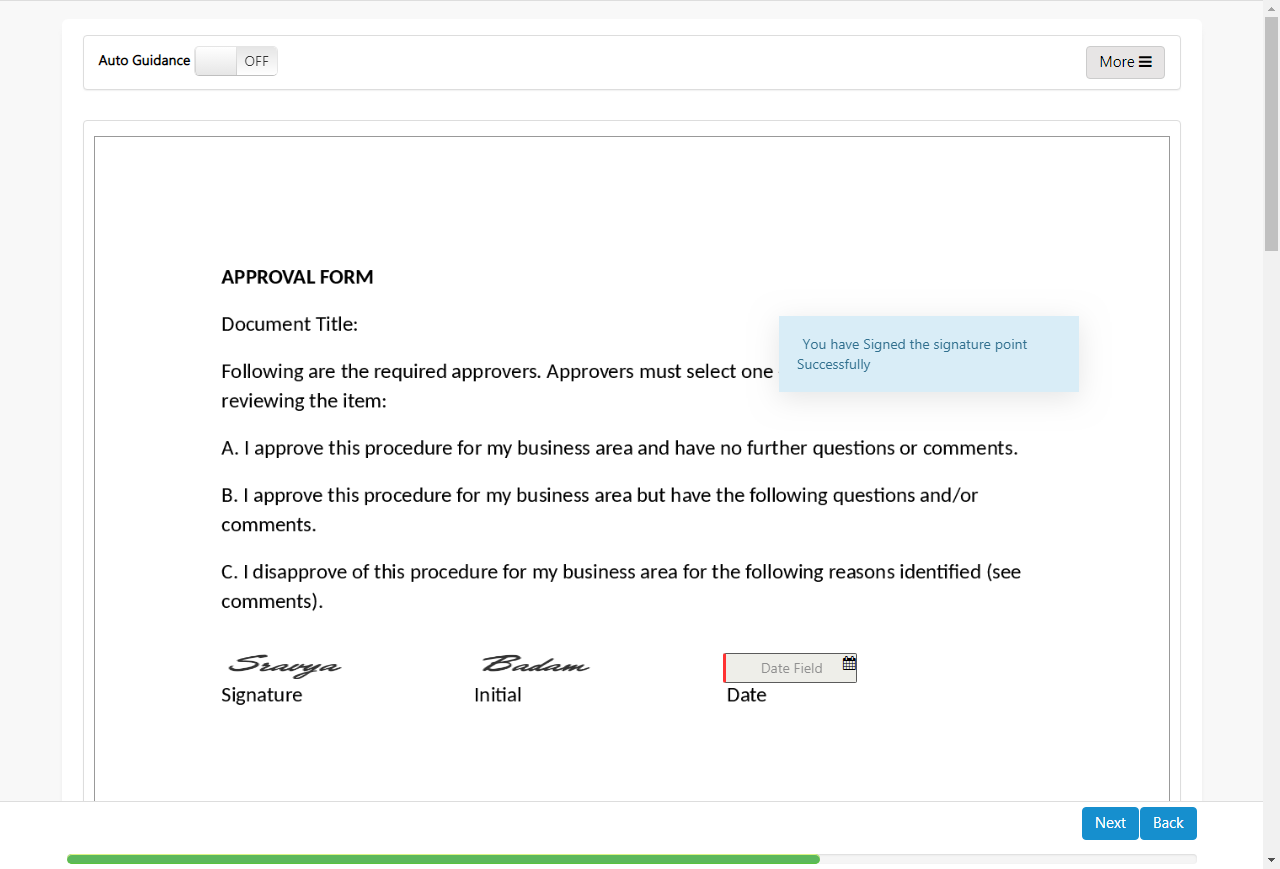 Auto Guidance OFF More
APPROVAL FORM
Document Title:
Following are the required approvers. Approvers must select one
reviewing the item:
You have Signed the signature point
Successfully
A. I approve this procedure for my business area and have no further questions or comments.
B. I approve this procedure for my business area but have the following questions and/or
comments.
C. I disapprove of this procedure for my business area for the following reasons identified (see
comments).
Sravya Badam Date Field
Signature Initial Date
Next Back